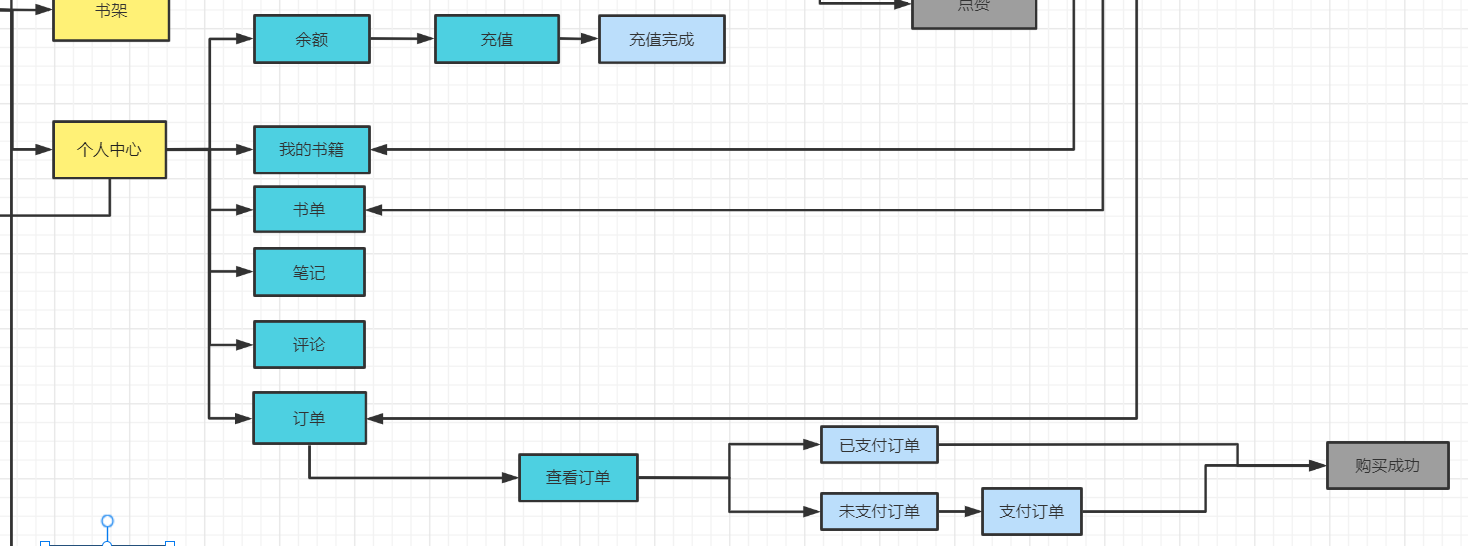 书架
点赞
余额
充值
充值完成
个人中心
我的书籍
书单
笔记
评论
订单
已支付订单
购买成功
查看订单
未支付订单
支付订单